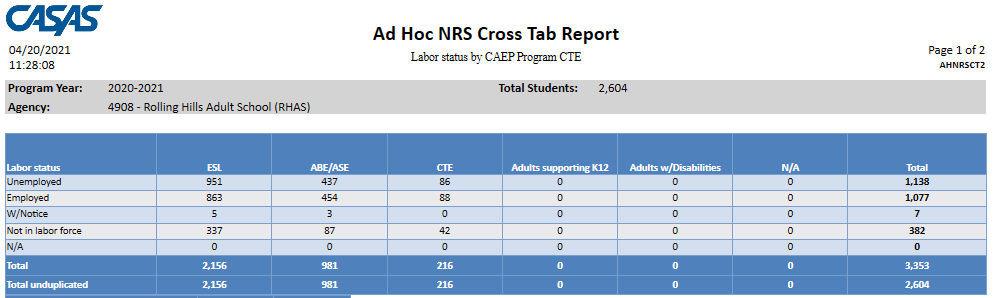 CASAS
Ad Hoc NRS Cross Tab Report
04/20/2021
Labor status by CAEP Program CTE
Page 1 of 2
11:28:08
AHNRSCT2
Program Year: 2020-2021 Total Students: 2,604
Agency: 4908 - Rolling Hills Adult School (RHAS)
Labor status ESL ABE/ASE CTE Adults supporting K12 Adults w/Disabilities N/A Total
Unemployed 951 437 86 0 0 0 1,138
Employed 863 454 88 0 0 0 1,077
W/Notice 5 3 0 0 0 0 7
Not in labor force 337 87 42 0 0 0 382
N/A 0 0 0 0 0 0 0
Total 2,156 981 216 0 0 0 3,353
Total unduplicated 2,156 981 216 0 0 0 2,604